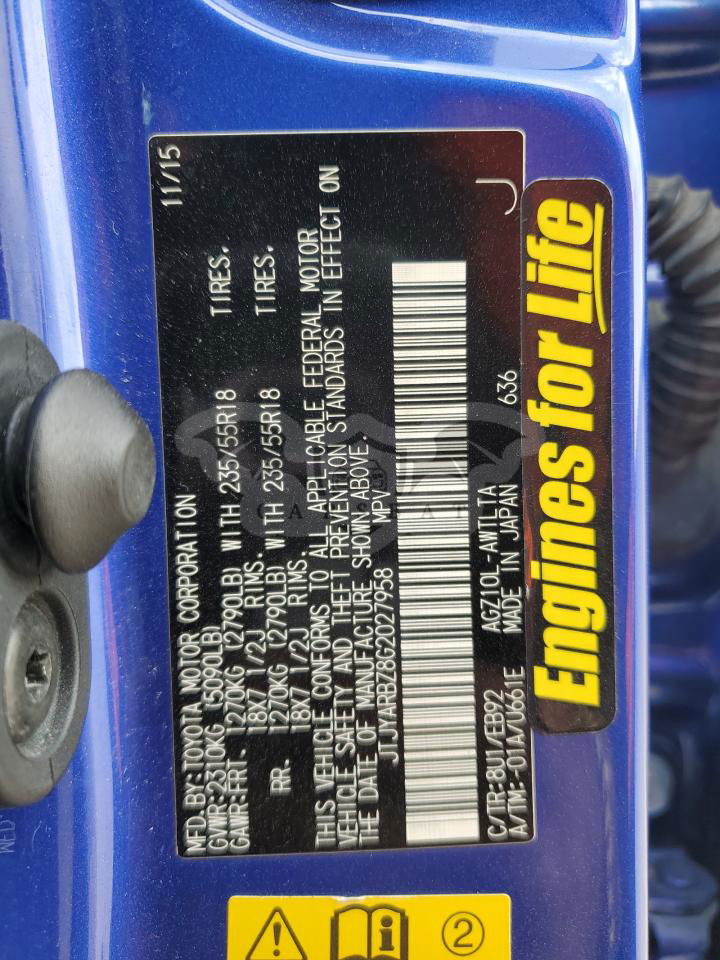 MFD.BY:TOYOTA MOTOR CORPORATION 11/15
GVWR:2310KG (5090LB)
GAWR:FRT. 1270KG (2790LB) WITH 235/55R18 TIRES.
18X7 1/2J RIMS.
RR. 1270KG (2790LB) WITH 235/55R18 TIRES.
18X7 1/2J RIMS.
THIS VEHICLE CONFORMS TO ALL APPLICABLE FEDERAL MOTOR
VEHICLE SAFETY AND THEFT PREVENTION STANDARDS IN EFFECT ON
THE DATE OF MANUFACTURE SHOWN ABOVE.
JTJYARBZ8G2027958 MPV
C/TR:8U1/EB92 AGZ10L-AWTLTA
A/TM:-01A/U661E MADE IN JAPAN 636 J
Engines for Life
2